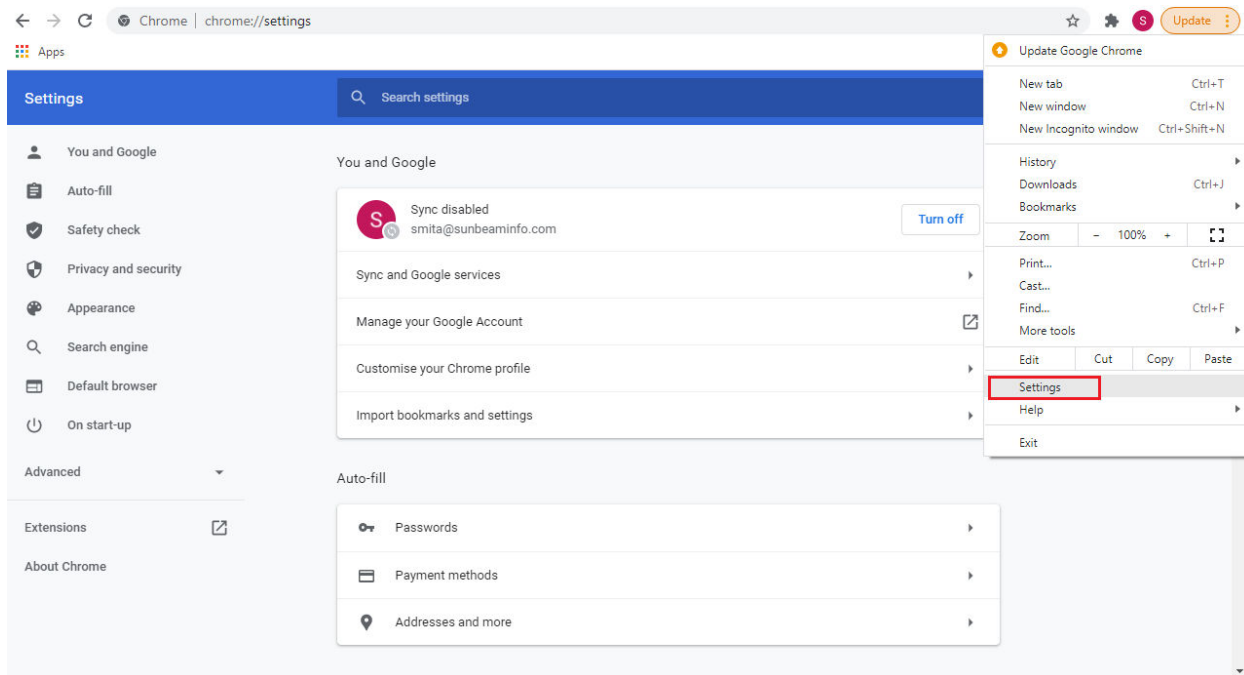 Chrome | chrome://settings
S
Update
Apps
Settings
Search settings
You and Google
Auto-fill
Safety check
Privacy and security
Appearance
Search engine
Default browser
On start-up
Advanced
Extensions
About Chrome
You and Google
S
Sync disabled
smita@sunbeaminfo.com
Turn off
Sync and Google services
Manage your Google Account
Customise your Chrome profile
Import bookmarks and settings
Auto-fill
Passwords
Payment methods
Addresses and more
Update Google Chrome
New tab Ctrl+T
New window Ctrl+N
New Incognito window Ctrl+Shift+N
History
Downloads Ctrl+J
Bookmarks
Zoom - 100% +
Print... Ctrl+P
Cast...
Find... Ctrl+F
More tools
Edit Cut Copy Paste
Settings
Help
Exit